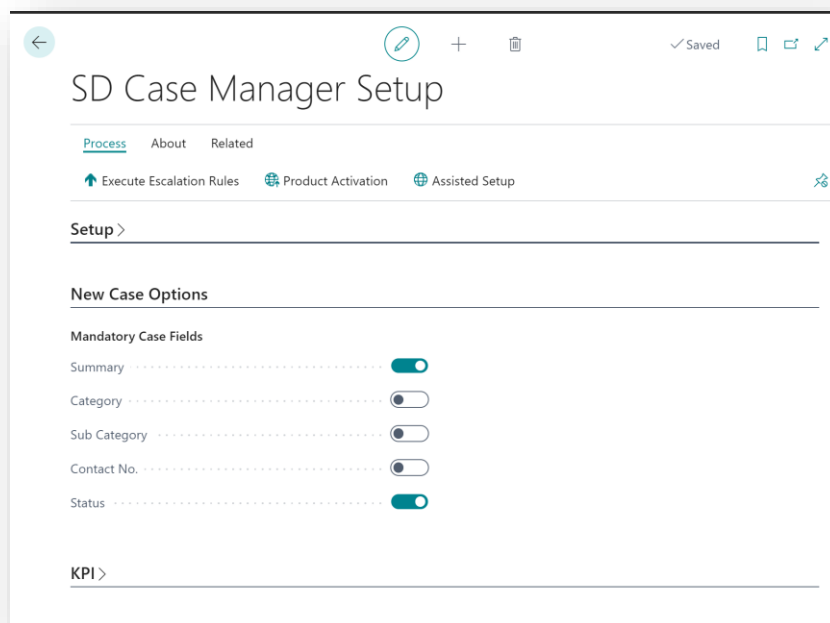 Saved
SD Case Manager Setup
Process About Related
Execute Escalation Rules Product Activation Assisted Setup
Setup
New Case Options
Mandatory Case Fields
Summary
Category
Sub Category
Contact No.
Status
KPI